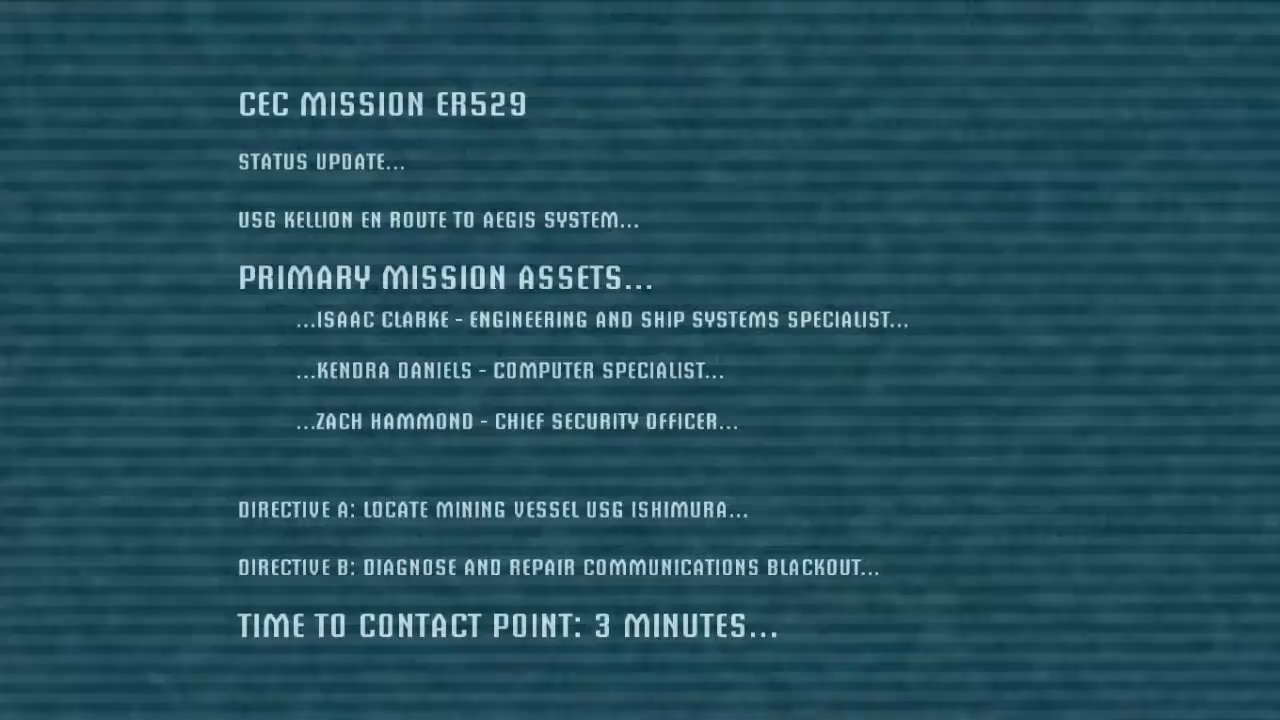 CEC MISSION ER529
STATUS UPDATE...
USG KELLION EN ROUTE TO AEGIS SYSTEM...
PRIMARY MISSION ASSETS...
...ISAAC CLARKE - ENGINEERING AND SHIP SYSTEMS SPECIALIST...
...KENDRA DANIELS - COMPUTER SPECIALIST...
...ZACH HAMMOND - CHIEF SECURITY OFFICER...
DIRECTIVE A: LOCATE MINING VESSEL USG ISHIMURA...
DIRECTIVE B: DIAGNOSE AND REPAIR COMMUNICATIONS BLACKOUT...
TIME TO CONTACT POINT: 3 MINUTES...